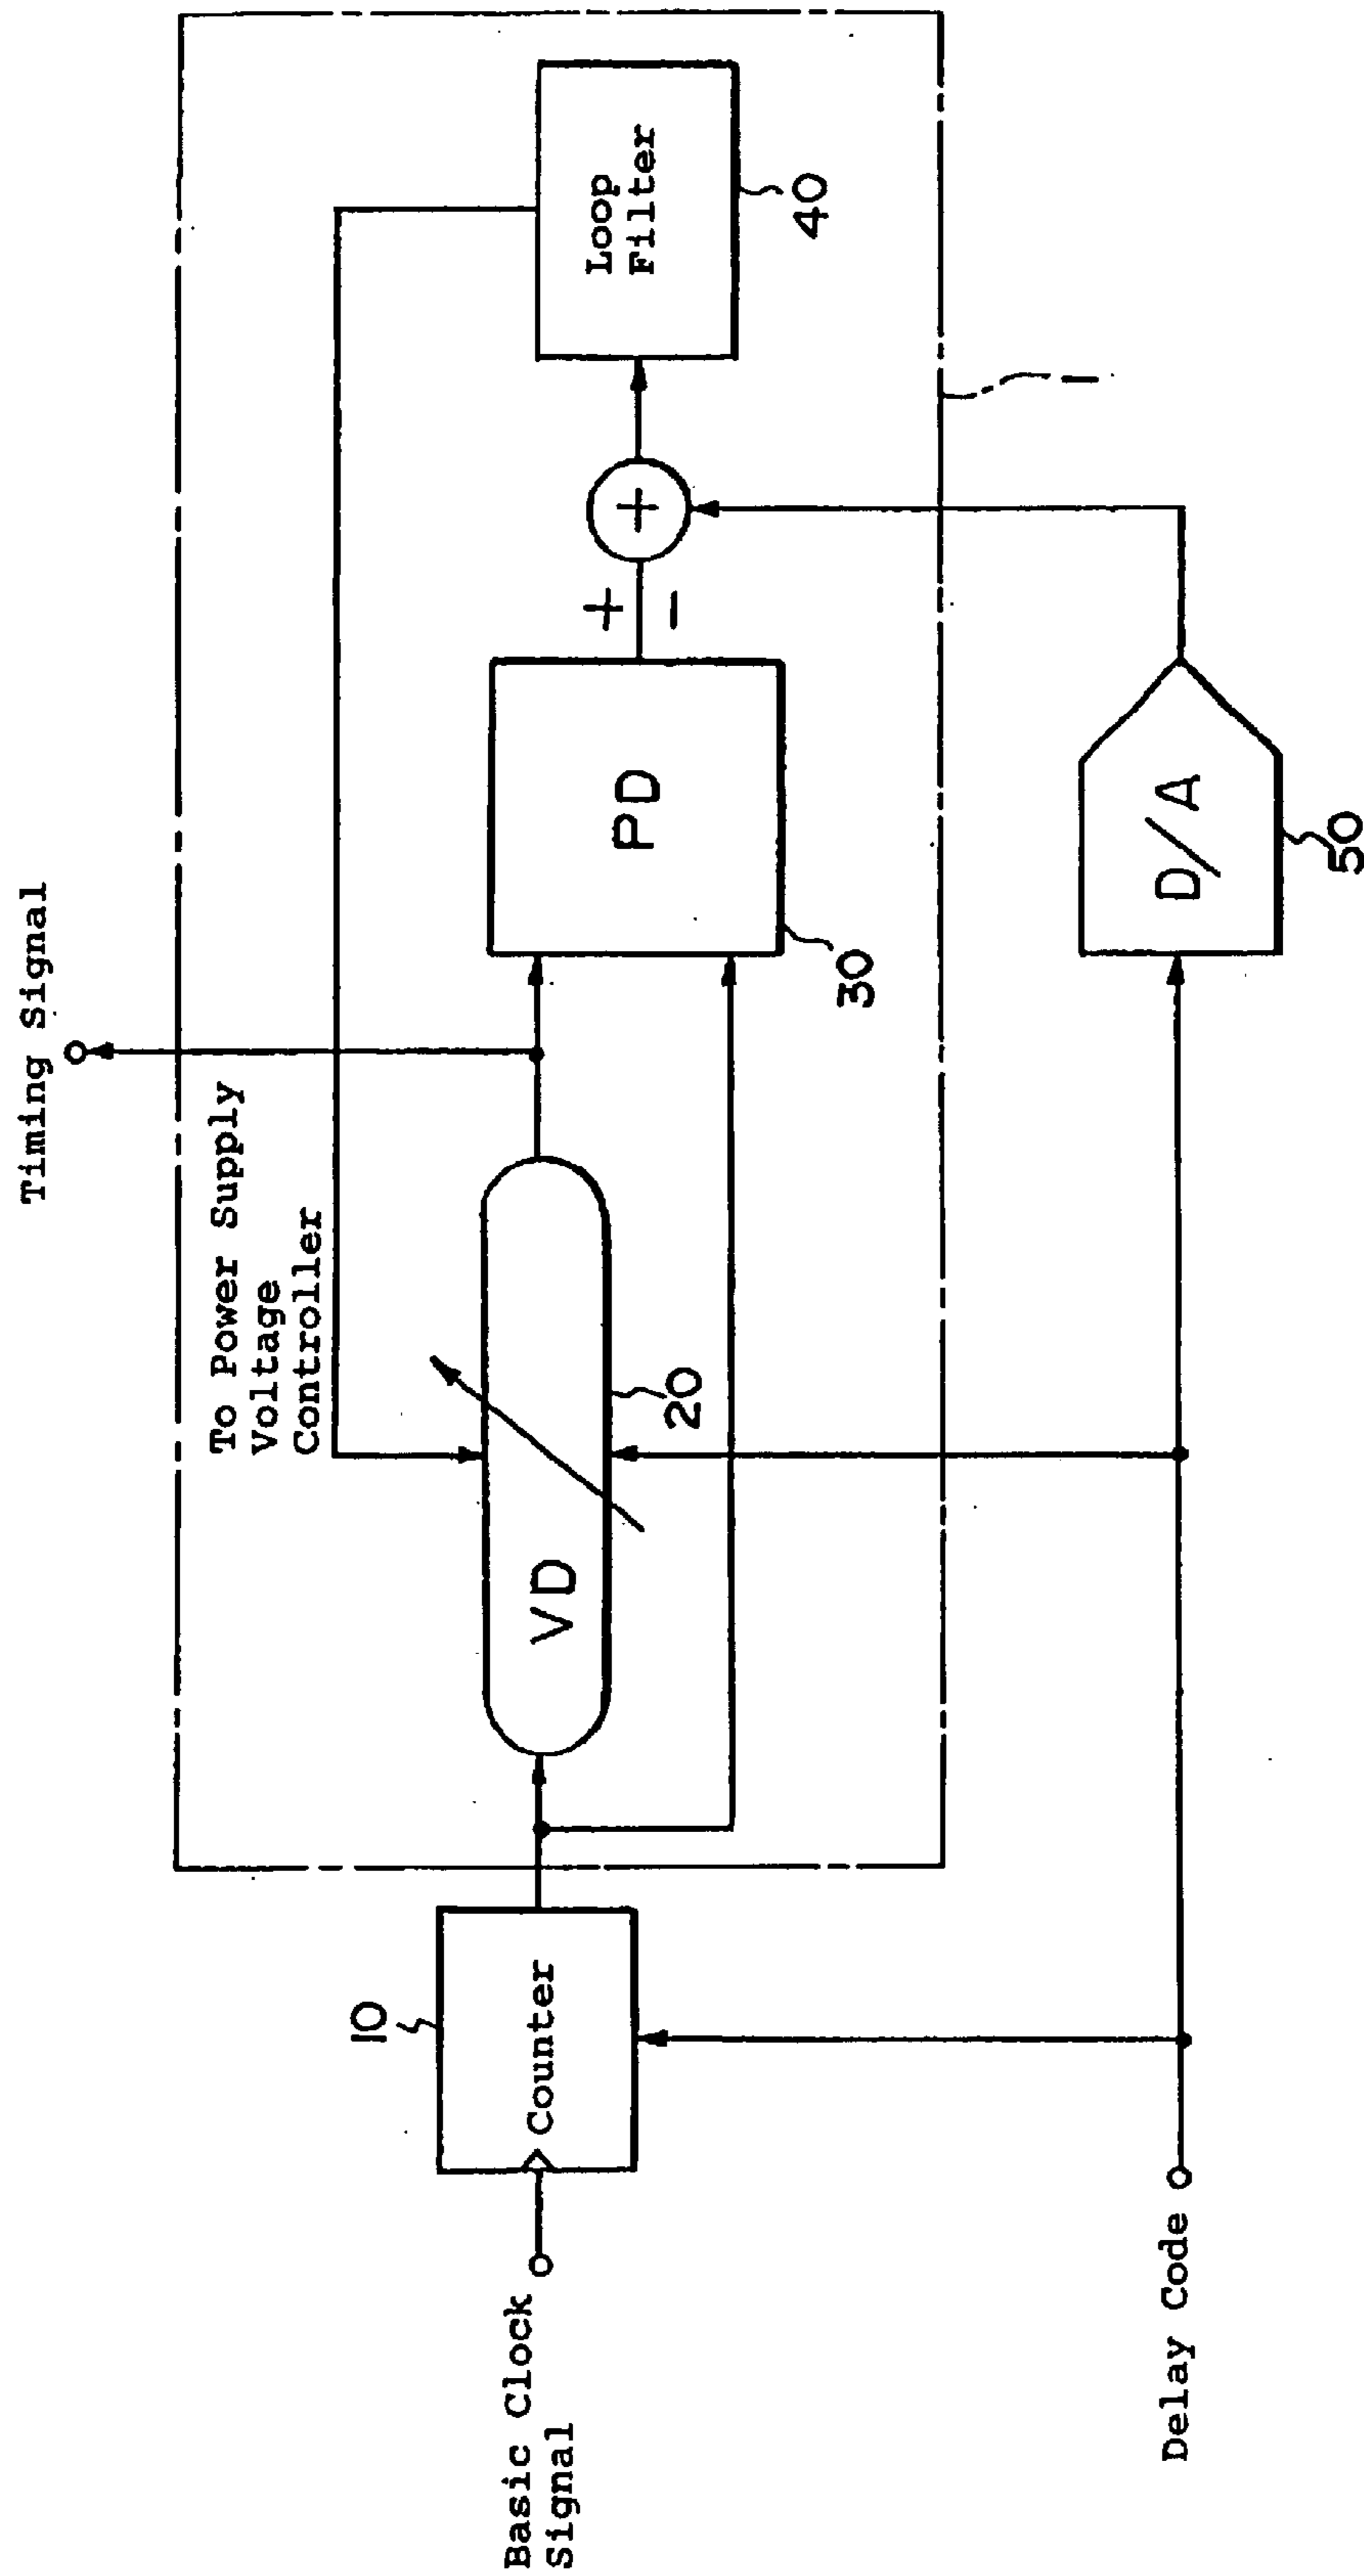 Timing Signal
To Power Supply
Voltage
Controller
Basic Clock
Signal
10
Counter
VD
20
PD
30
+
-
+
Loop
Filter
40
1
Delay Code
D/A
50